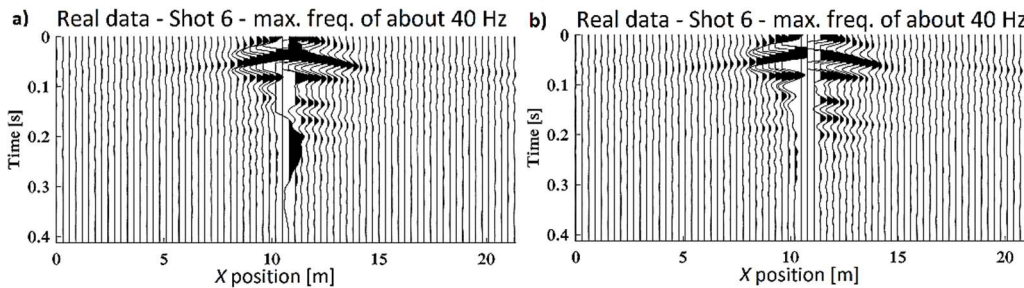 a) Real data - Shot 6 - max. freq. of about 40 Hz
0
0.1
0.2
0.3
0.4
Time [s]
0 5 10 15 20
X position [m]
b) Real data - Shot 6 - max. freq. of about 40 Hz
0
0.1
0.2
0.3
0.4
Time [s]
0 5 10 15 20
X position [m]